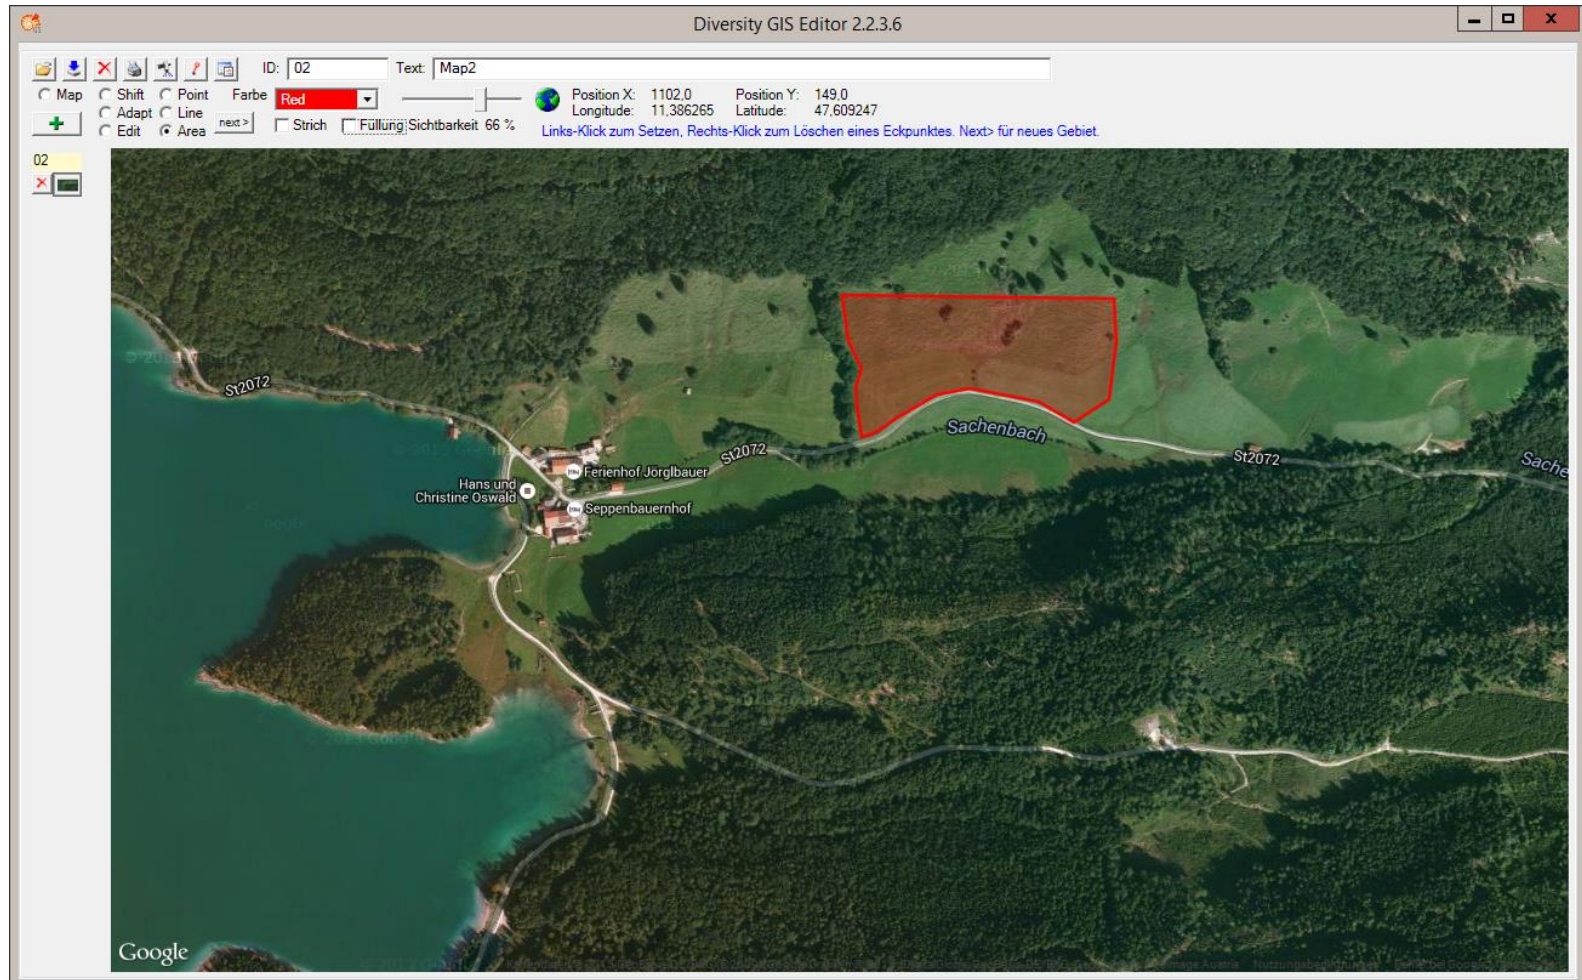 Diversity GIS Editor 2.2.3.6
ID: 02 Text: Map2
Map Shift Point Farbe Red Position X: 1102,0 Position Y: 149,0
Adapt Line Longitude: 11,386265 Latitude: 47,609247
Edit Area next > Strich Füllung Sichtbarkeit 66 %
Links-Klick zum Setzen, Rechts-Klick zum Löschen eines Eckpunktes. Next> für neues Gebiet.
02
St2072
Sachenbach
St2072
St2072
Sache
Ferienhof Jörglbauer
Hans und
Christine Oswald
Seppenbauernhof
Google